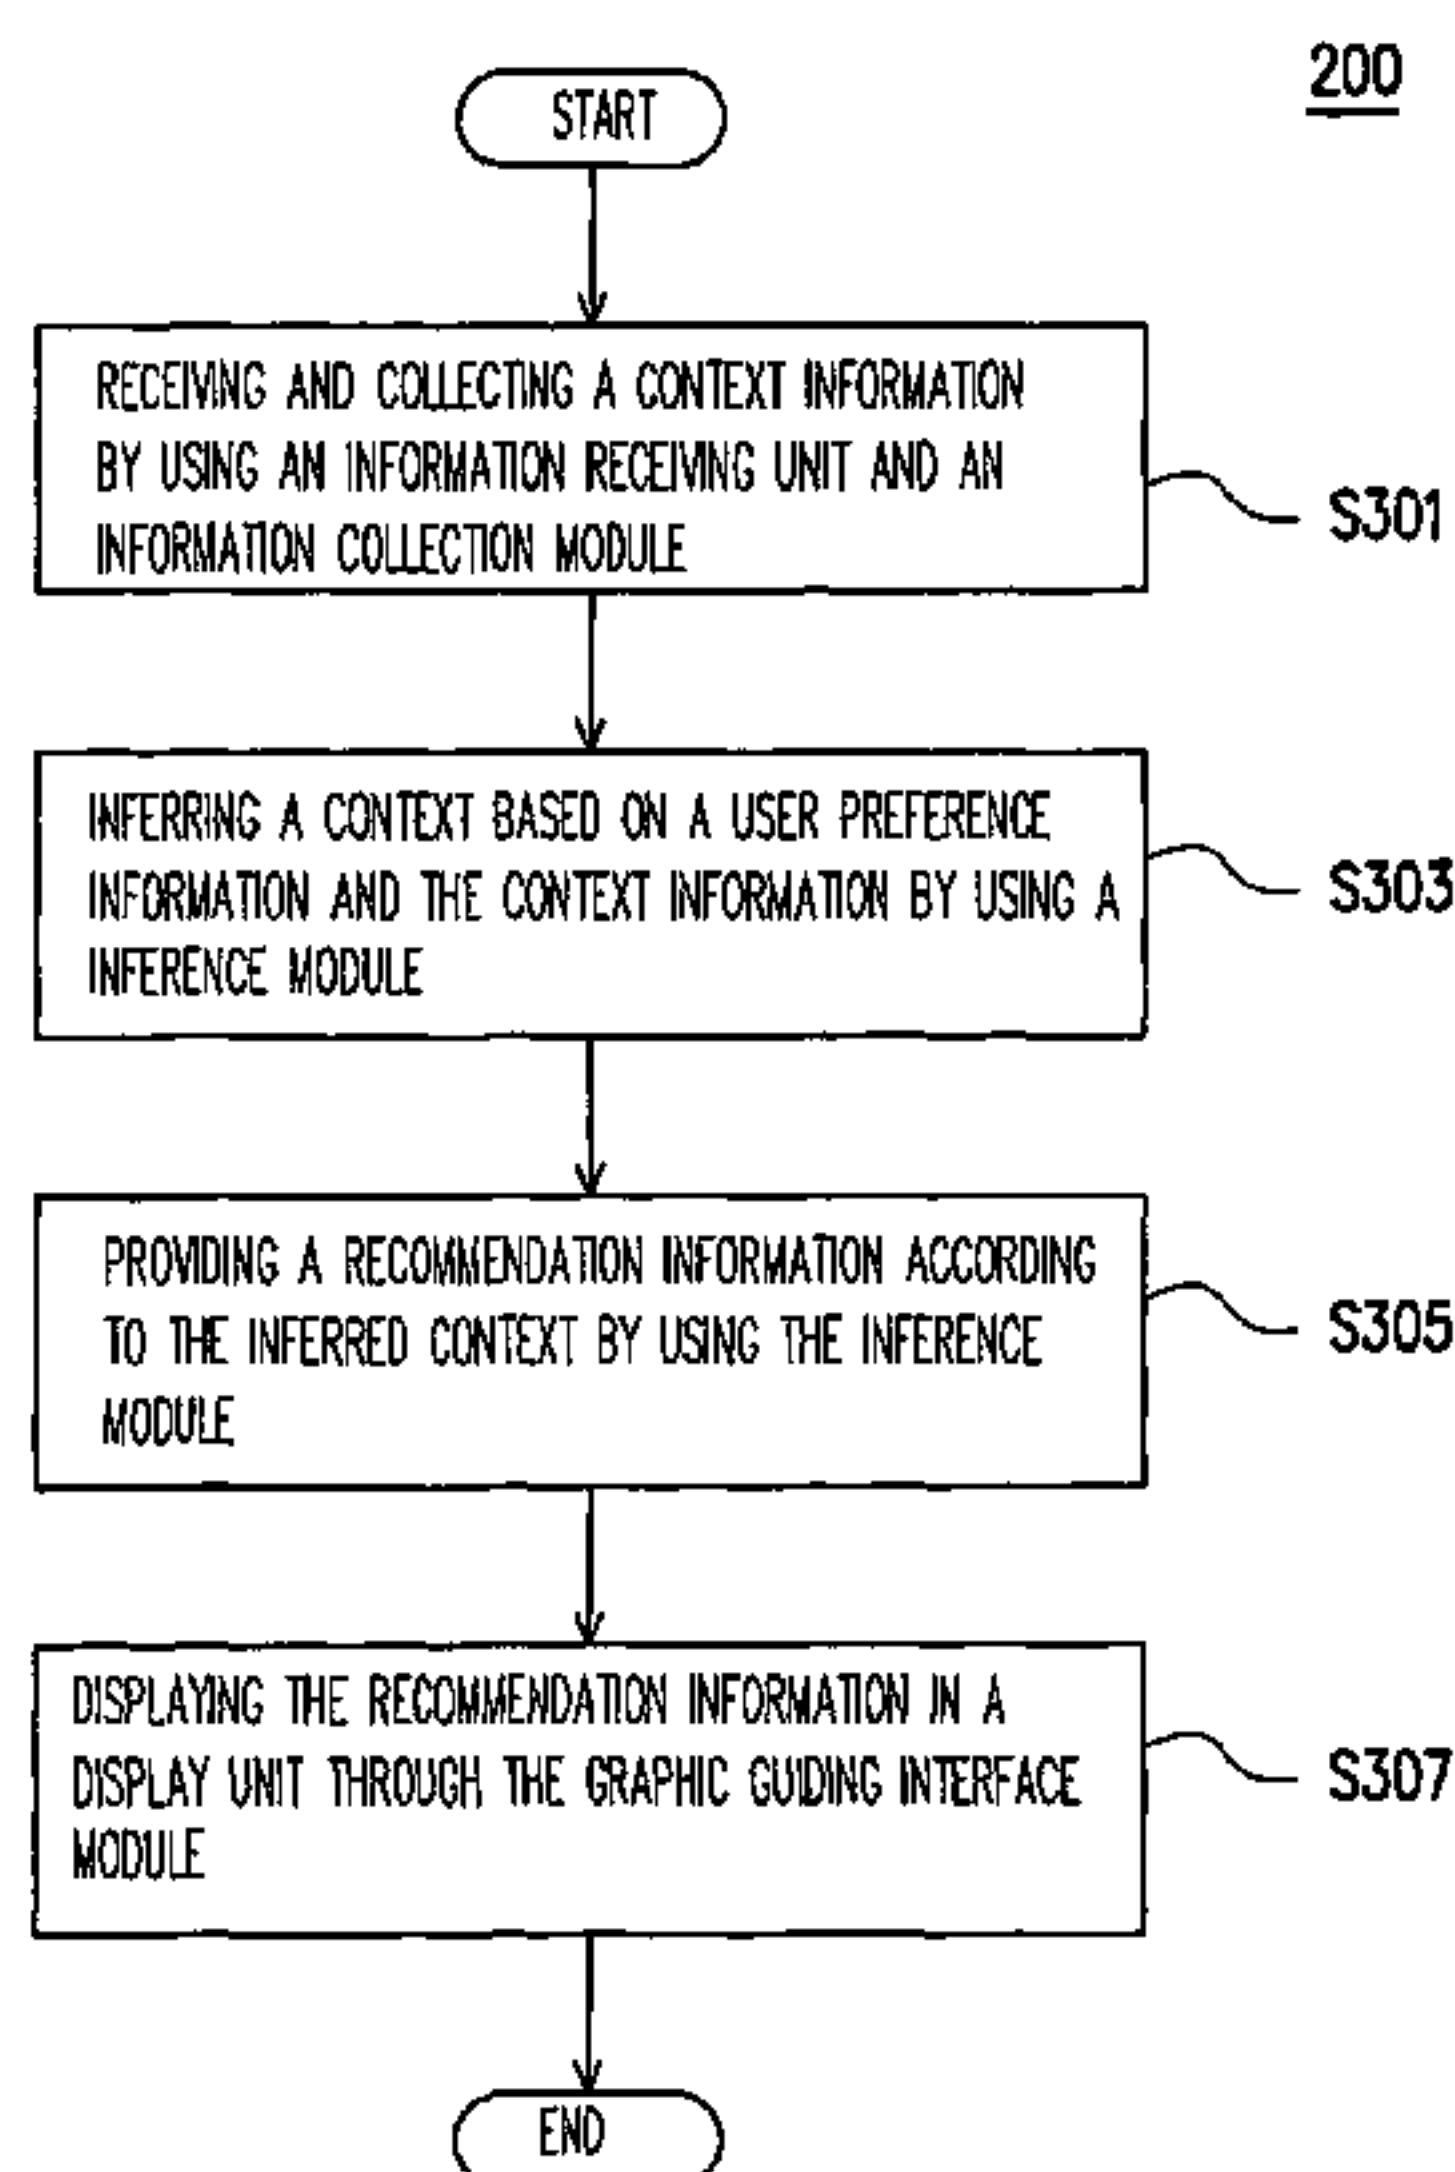 200
START
RECEIVING AND COLLECTING A CONTEXT INFORMATION
BY USING AN INFORMATION RECEIVING UNIT AND AN
INFORMATION COLLECTION MODULE
S301
INFERRING A CONTEXT BASED ON A USER PREFERENCE
INFORMATION AND THE CONTEXT INFORMATION BY USING A
INFERENCE MODULE
S303
PROVIDING A RECOMMENDATION INFORMATION ACCORDING
TO THE INFERRED CONTEXT BY USING THE INFERENCE
MODULE
S305
DISPLAYING THE RECOMMENDATION INFORMATION IN A
DISPLAY UNIT THROUGH THE GRAPHIC GUIDING INTERFACE
MODULE
S307
END